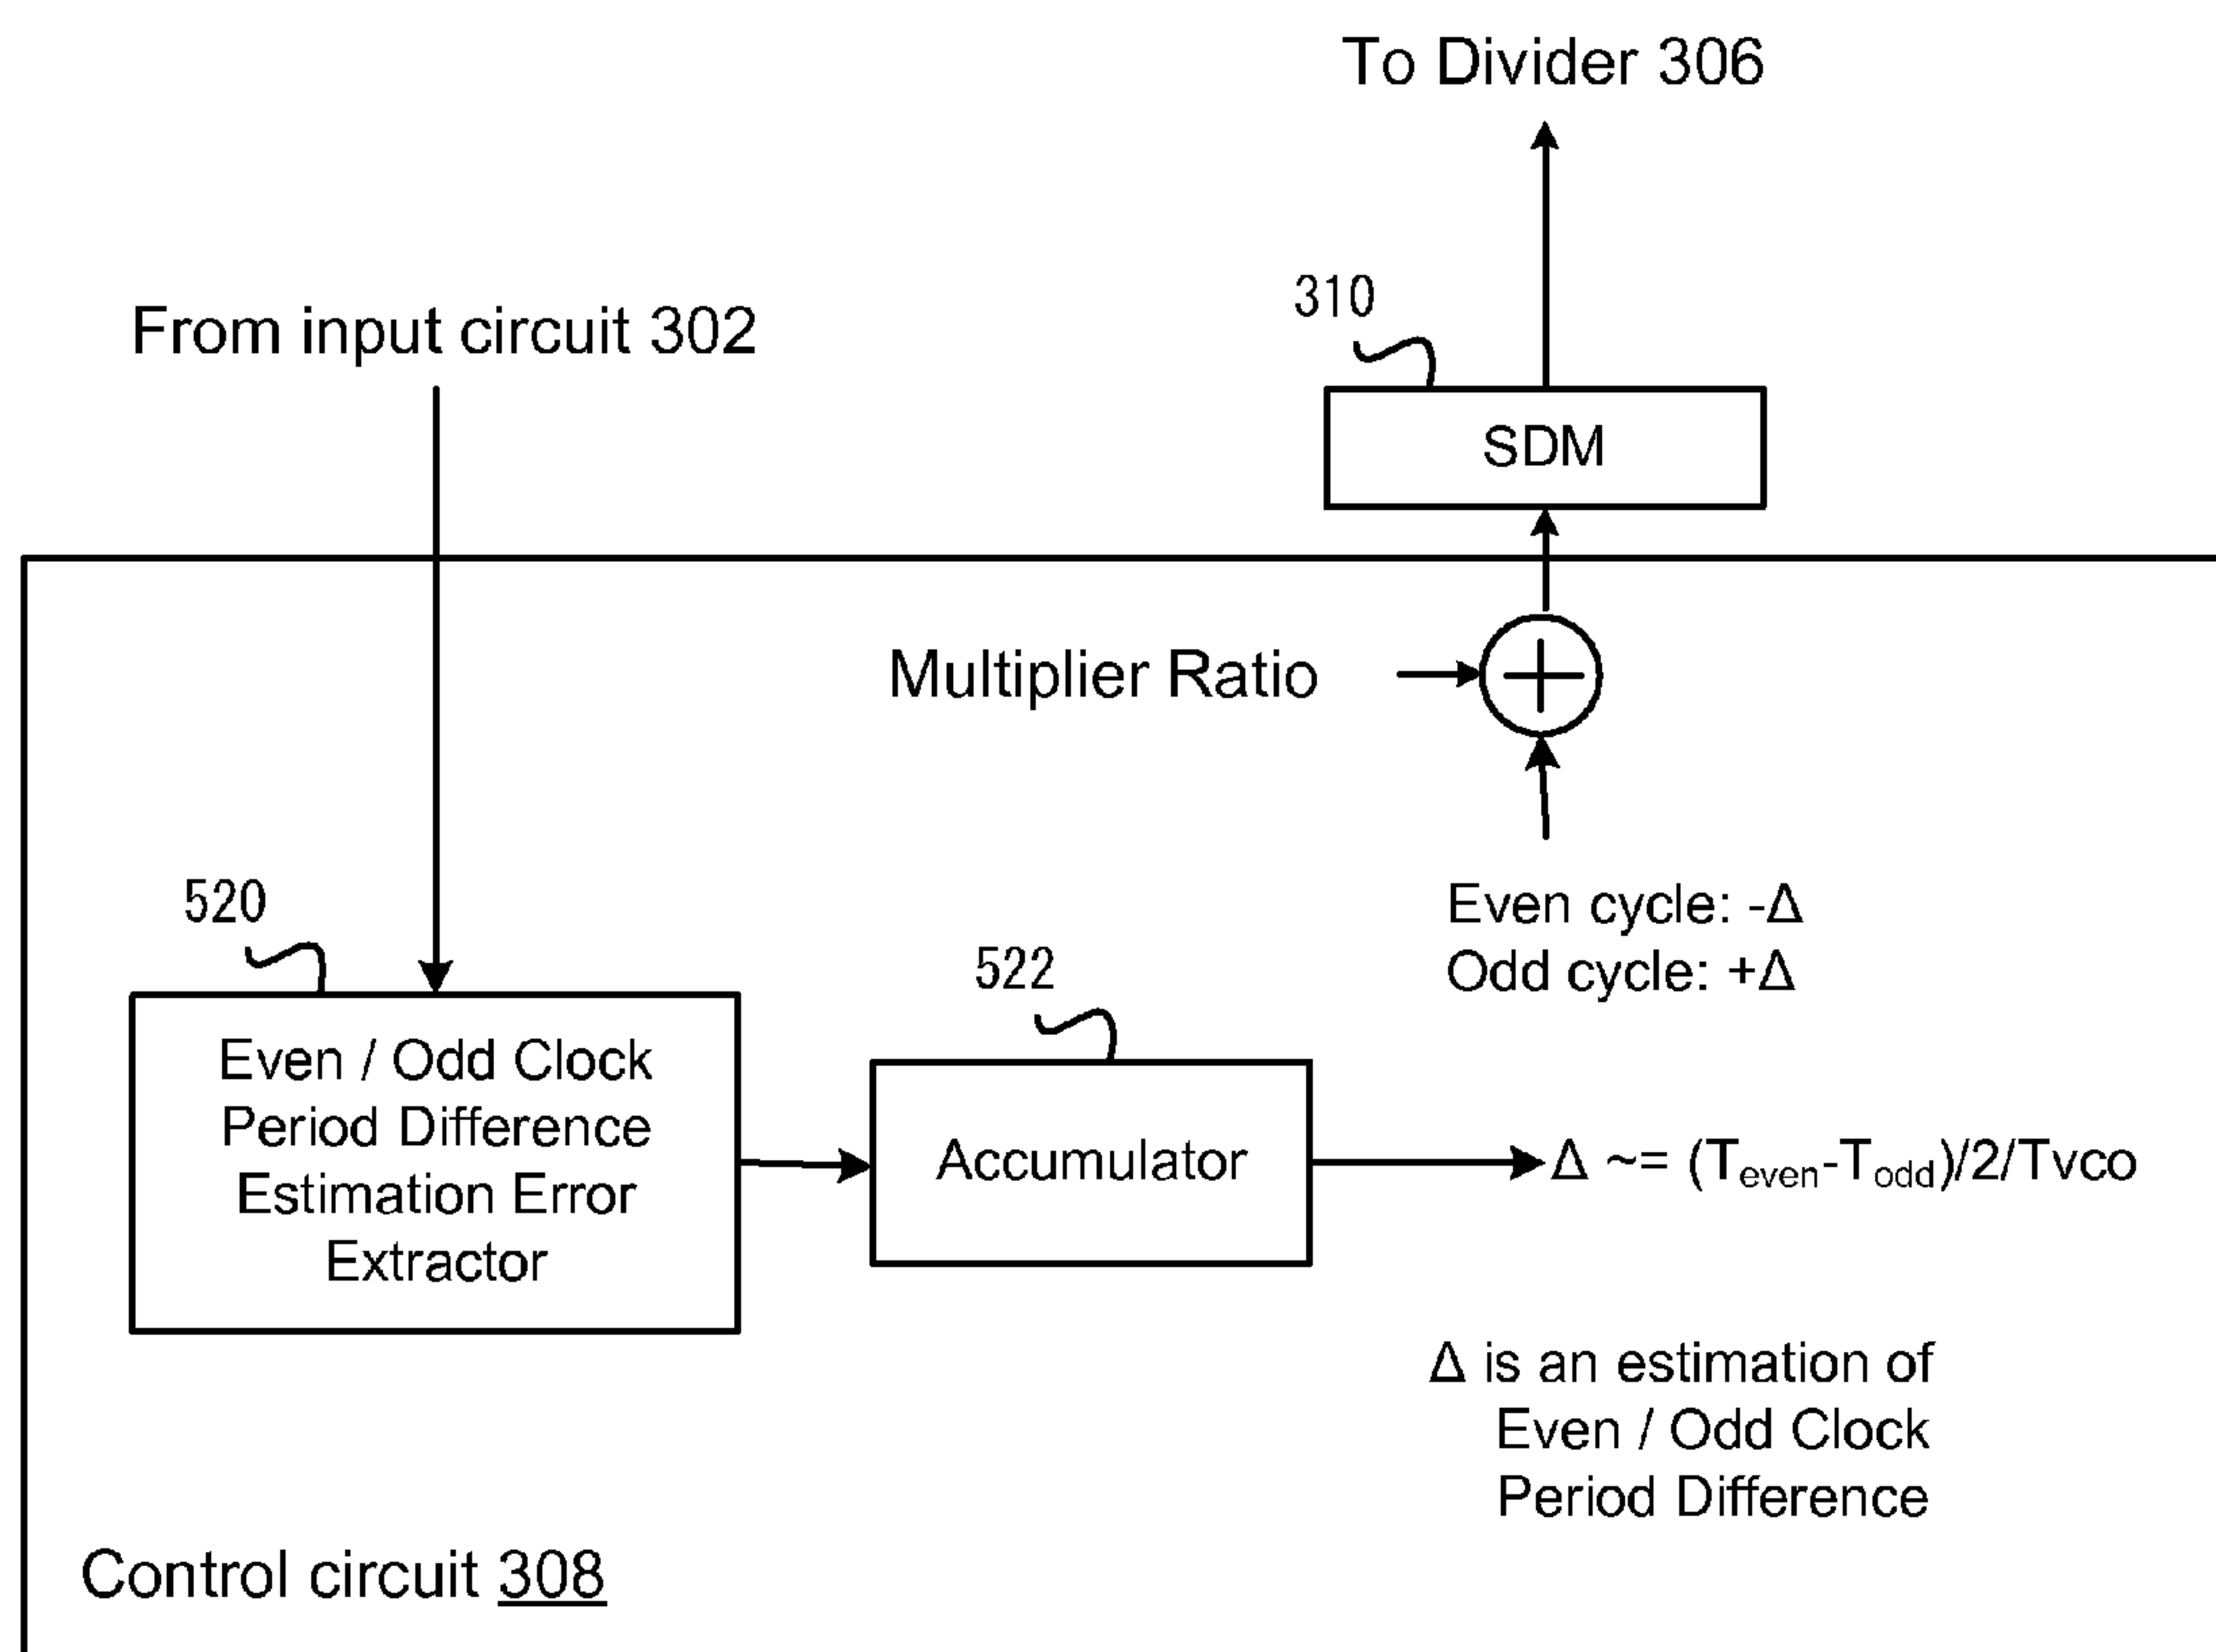 To Divider 306
310
From input circuit 302
SDM
Multiplier Ratio
520
Even cycle: -Δ
Odd cycle: +Δ
522
Even / Odd Clock
Period Difference
Estimation Error
Extractor
Accumulator
Δ ~= (Teven-Todd)/2/Tvco
Δ is an estimation of
Even / Odd Clock
Period Difference
Control circuit 308